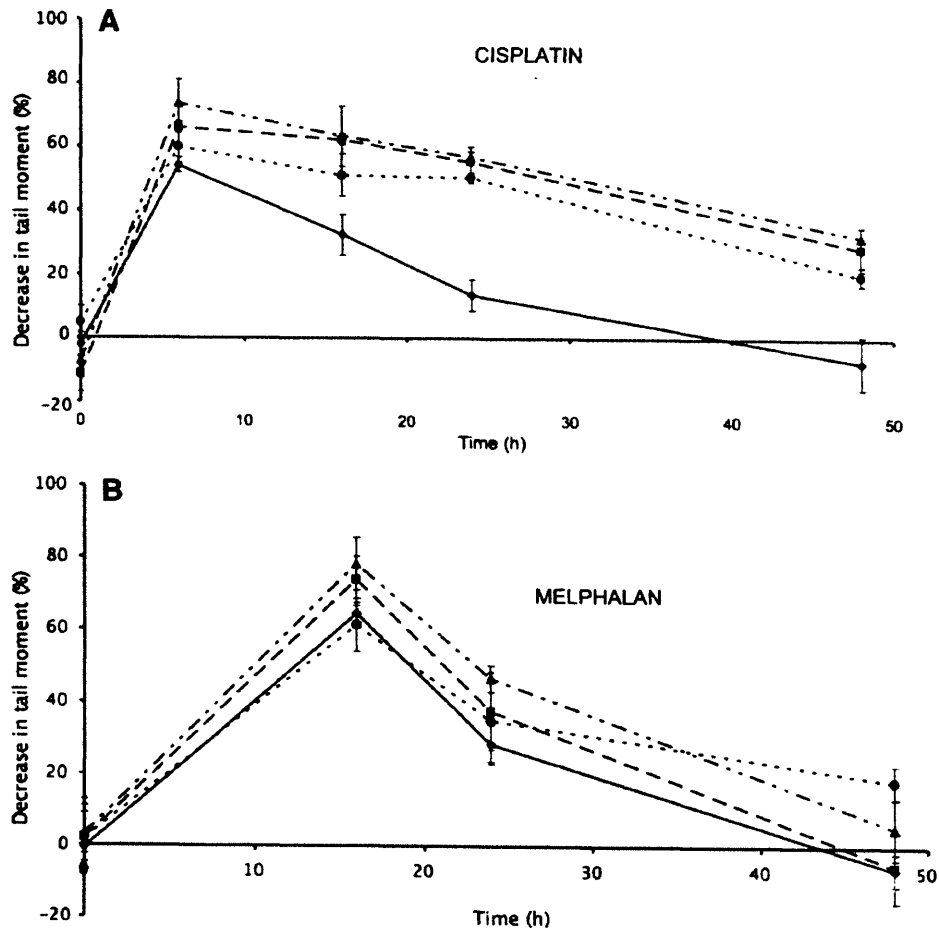 A
CISPLATIN
Decrease in tail moment (%)
100
80
60
40
20
0
-20
0 10 20 30 40 50
Time (h)
B
MELPHALAN
Decrease in tail moment (%)
100
80
60
40
20
0
-20
10 20 30 40 50
Time (h)